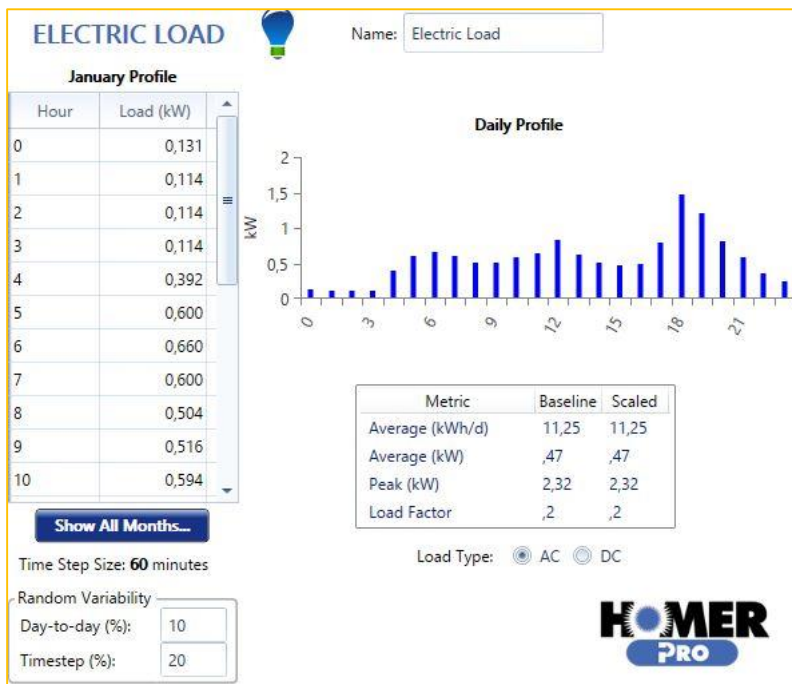 ELECTRIC LOAD
Name: Electric Load
January Profile
Hour Load (kW)
0 0,131
1 0,114
2 0,114
3 0,114
4 0,392
5 0,600
6 0,660
7 0,600
8 0,504
9 0,516
10 0,594
Show All Months...
Time Step Size: 60 minutes
Random Variability
Day-to-day (%): 10
Timestep (%): 20
Daily Profile
kW
2
1,5
1
0,5
0
0 3 6 9 12 15 18 21
Metric Baseline Scaled
Average (kWh/d) 11,25 11,25
Average (kW) ,47 ,47
Peak (kW) 2,32 2,32
Load Factor ,2 ,2
Load Type: AC DC
HOMER
PRO